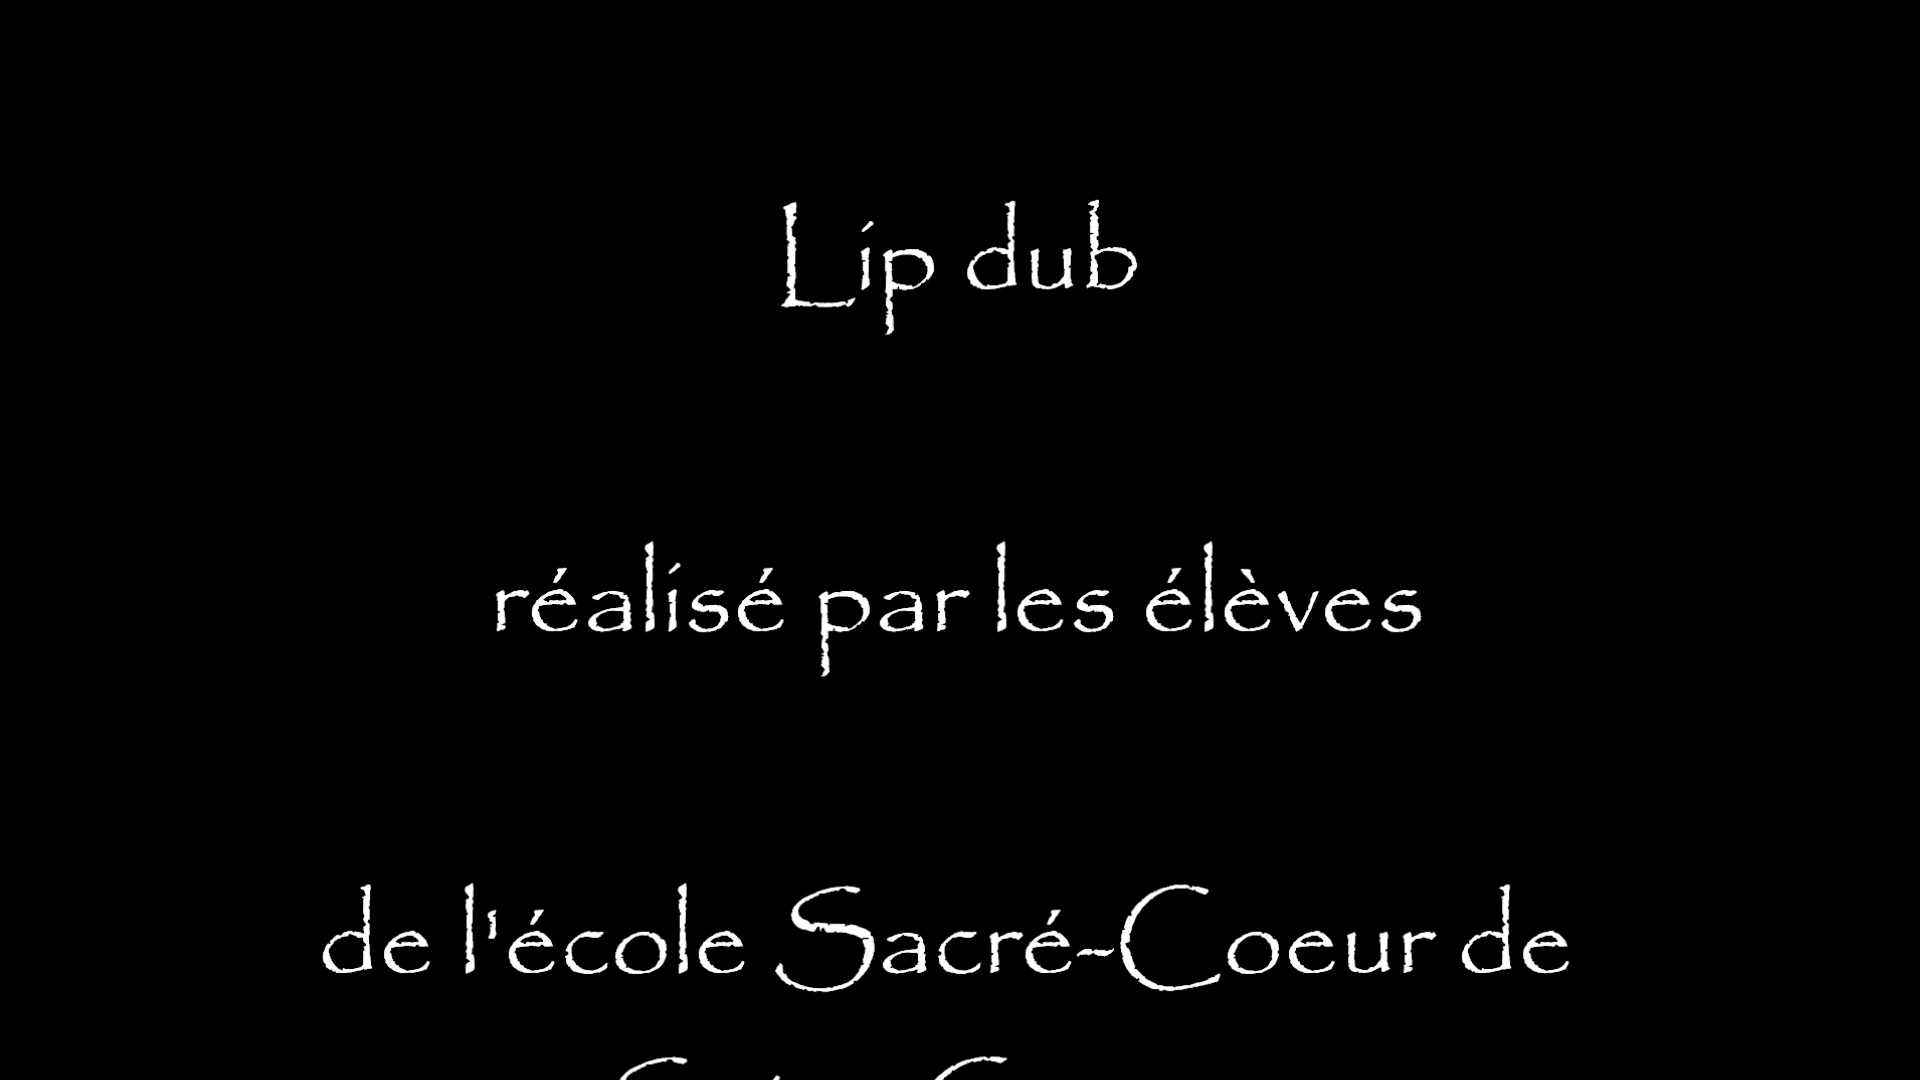 Lip dub
réalisé par les élèves
de l'école Sacré-Coeur de